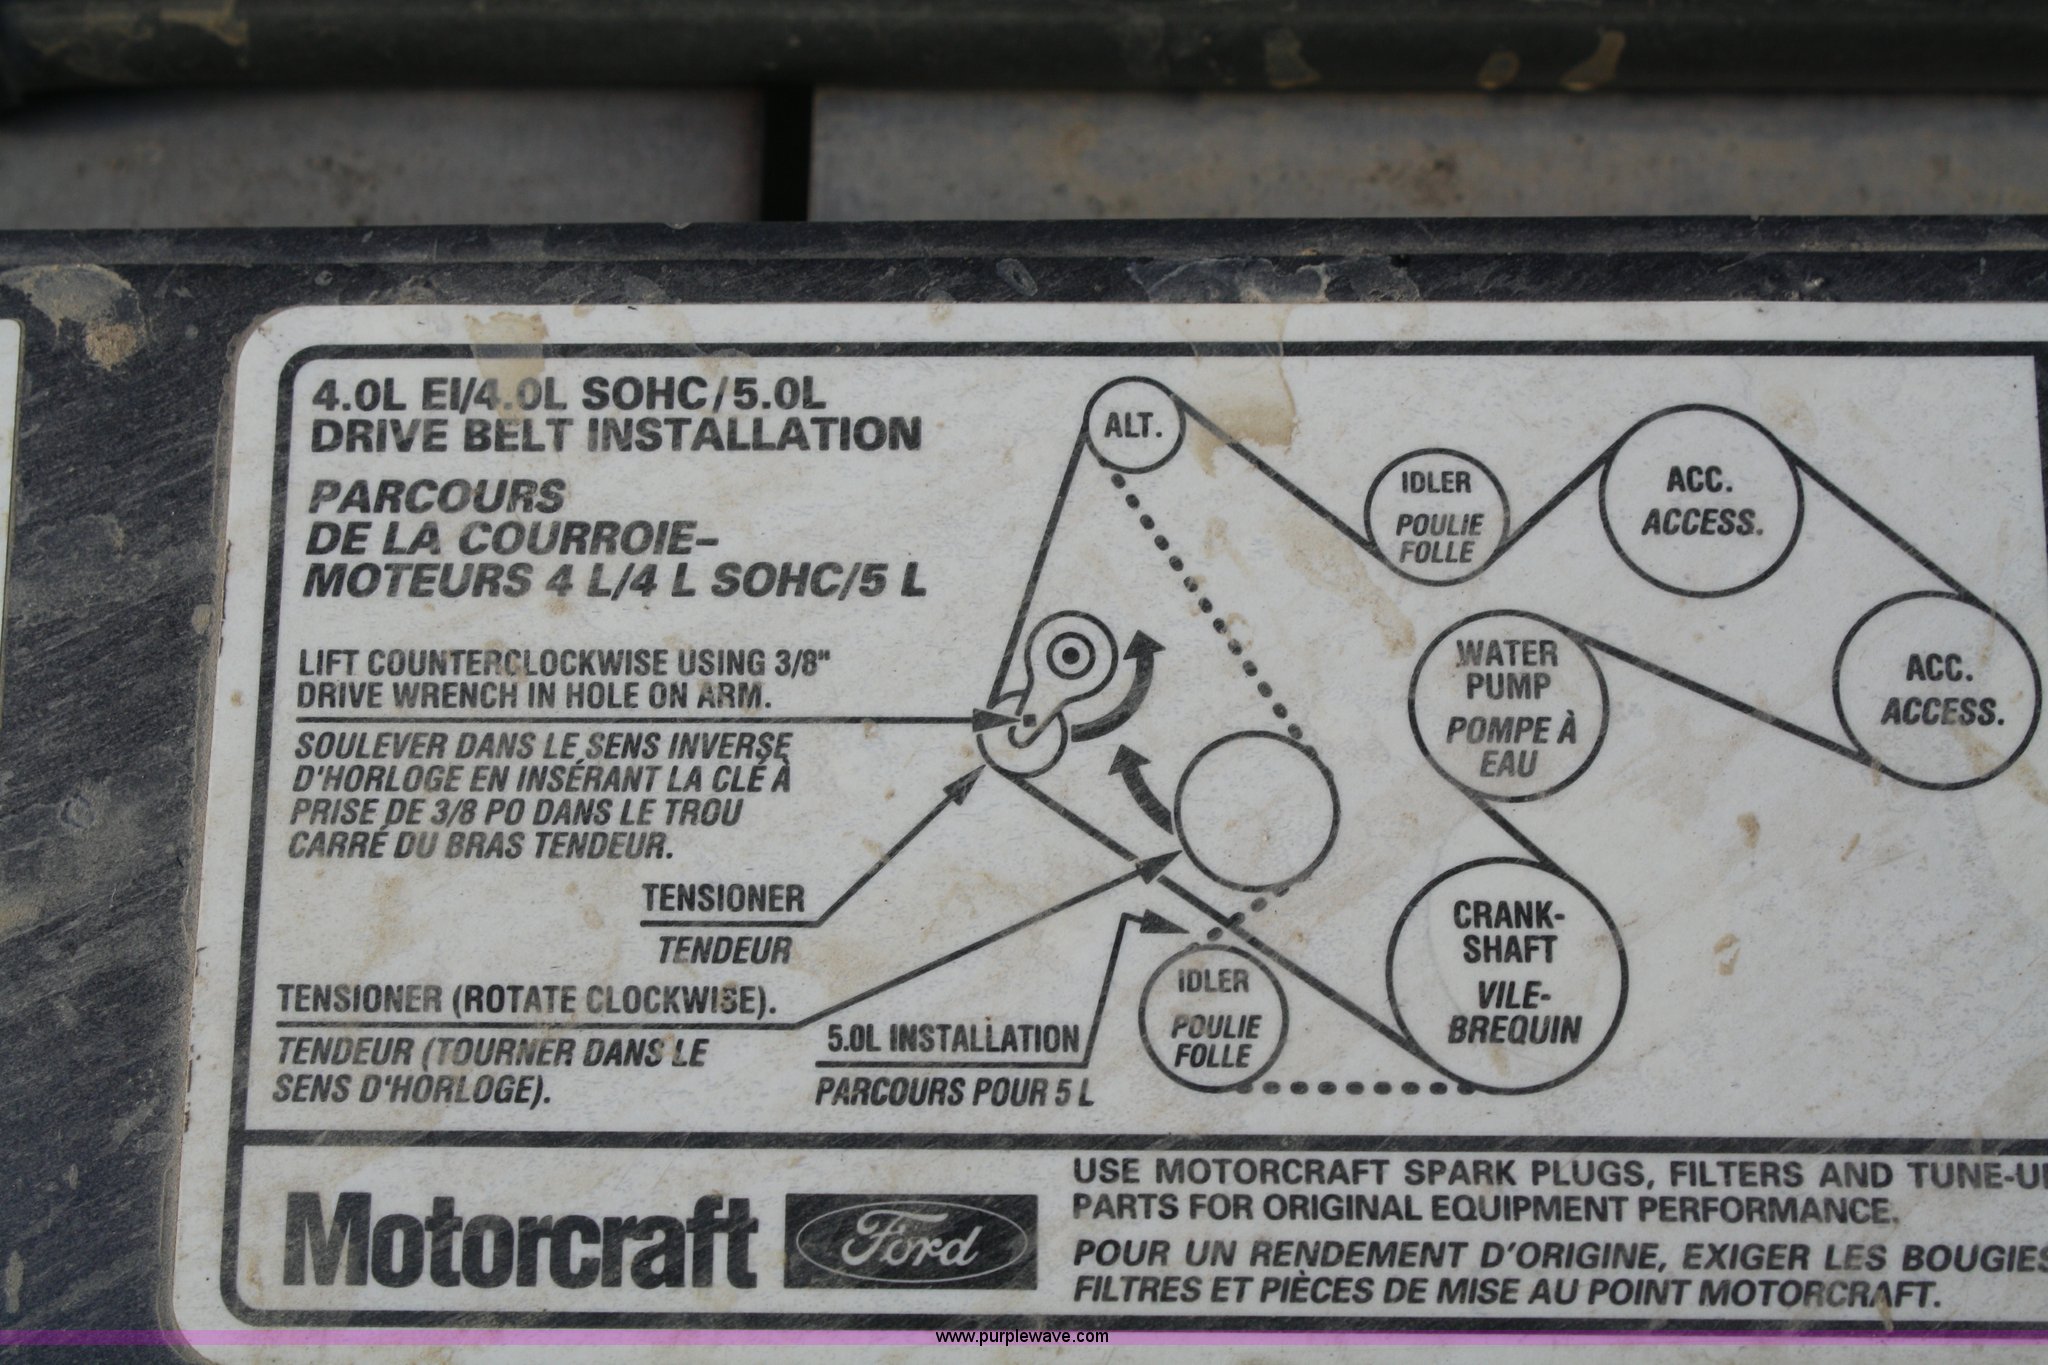 4.0L EI/4.0L SOHC/5.0L
DRIVE BELT INSTALLATION
PARCOURS
DE LA COURROIE-
MOTEURS 4 L/4 L SOHC/5 L
LIFT COUNTERCLOCKWISE USING 3/8"
DRIVE WRENCH IN HOLE ON ARM.
SOULEVER DANS LE SENS INVERSE
D'HORLOGE EN INSÉRANT LA CLÉ À
PRISE DE 3/8 PO DANS LE TROU
CARRÉ DU BRAS TENDEUR.
TENSIONER
TENDEUR
TENSIONER (ROTATE CLOCKWISE).
TENDEUR (TOURNER DANS LE
SENS D'HORLOGE).
5.0L INSTALLATION
PARCOURS POUR 5 L
ALT.
IDLER
POULIE
FOLLE
ACC.
ACCESS.
WATER
PUMP
POMPE À
EAU
ACC.
ACCESS.
CRANK-
SHAFT
VILE-
BREQUIN
IDLER
POULIE
FOLLE
Motorcraft
Ford
USE MOTORCRAFT SPARK PLUGS, FILTERS AND TUNE-U
PARTS FOR ORIGINAL EQUIPMENT PERFORMANCE.
POUR UN RENDEMENT D'ORIGINE, EXIGER LES BOUGIES
FILTRES ET PIÈCES DE MISE AU POINT MOTORCRAFT.
www.purplewave.com